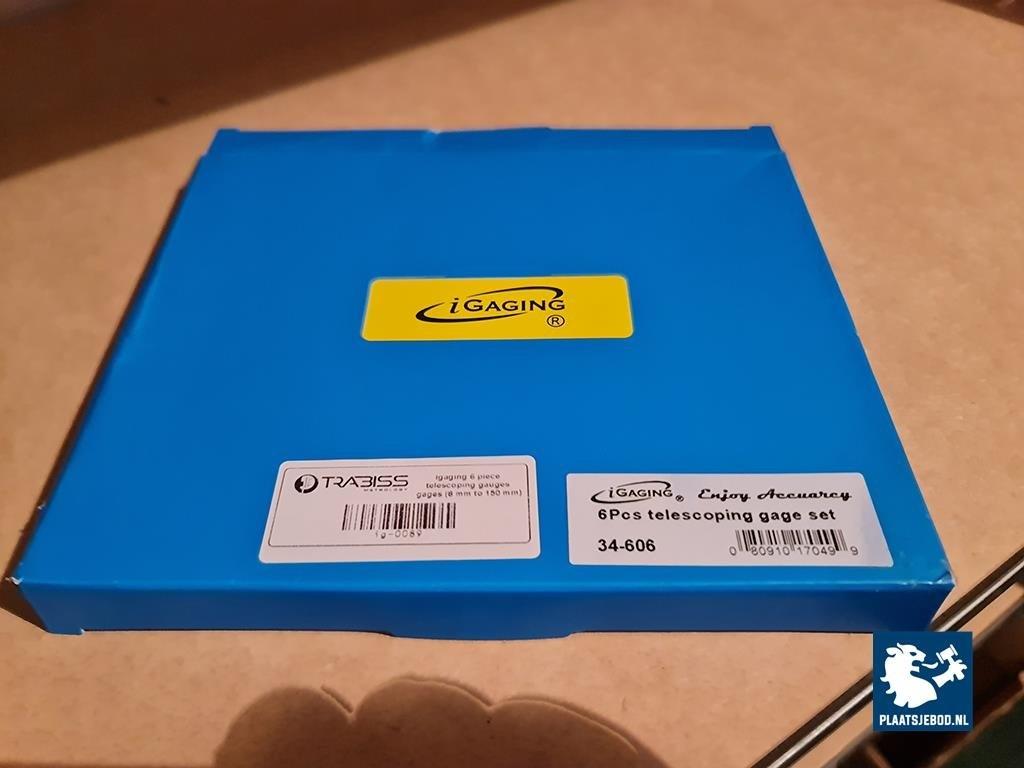 iGAGING
®
TRABISS
METROLOGY
igaging 6 piece
telescoping gauges
gages (8 mm to 150 mm)
ig-0089
iGAGING® Enjoy Accuarcy
6Pcs telescoping gage set
34-606
0 80910 17049 9
PLAATSJEBOD.NL